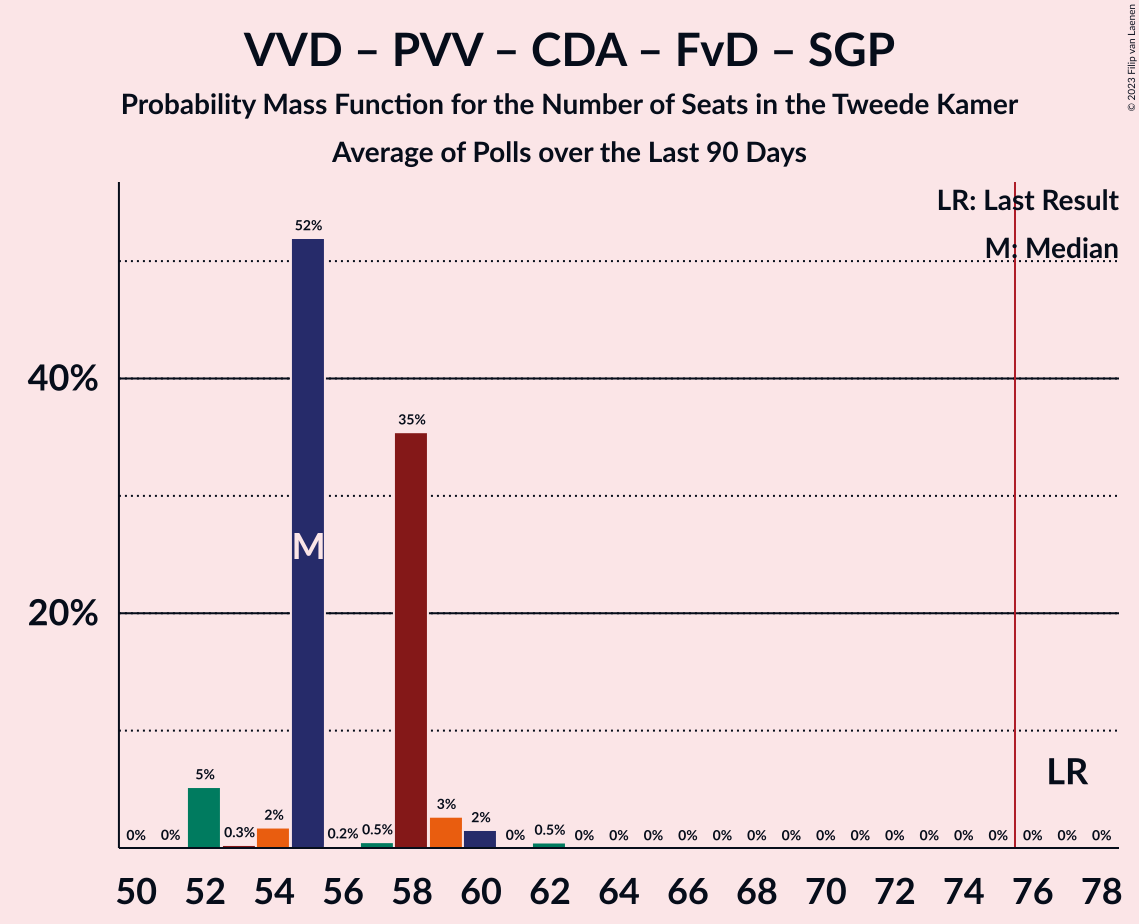 VVD – PVV – CDA – FvD – SGP
Probability Mass Function for the Number of Seats in the Tweede Kamer
Average of Polls over the Last 90 Days
© 2023 Filip van Laenen
LR: Last Result
M: Median
52%
40%
35%
M
20%
LR
0% 0% 5% 0.3% 2% 0.2% 0.5% 3% 2% 0% 0.5% 0% 0% 0% 0% 0% 0% 0% 0% 0% 0% 0% 0% 0% 0% 0% 0%
50 52 54 56 58 60 62 64 66 68 70 72 74 76 78